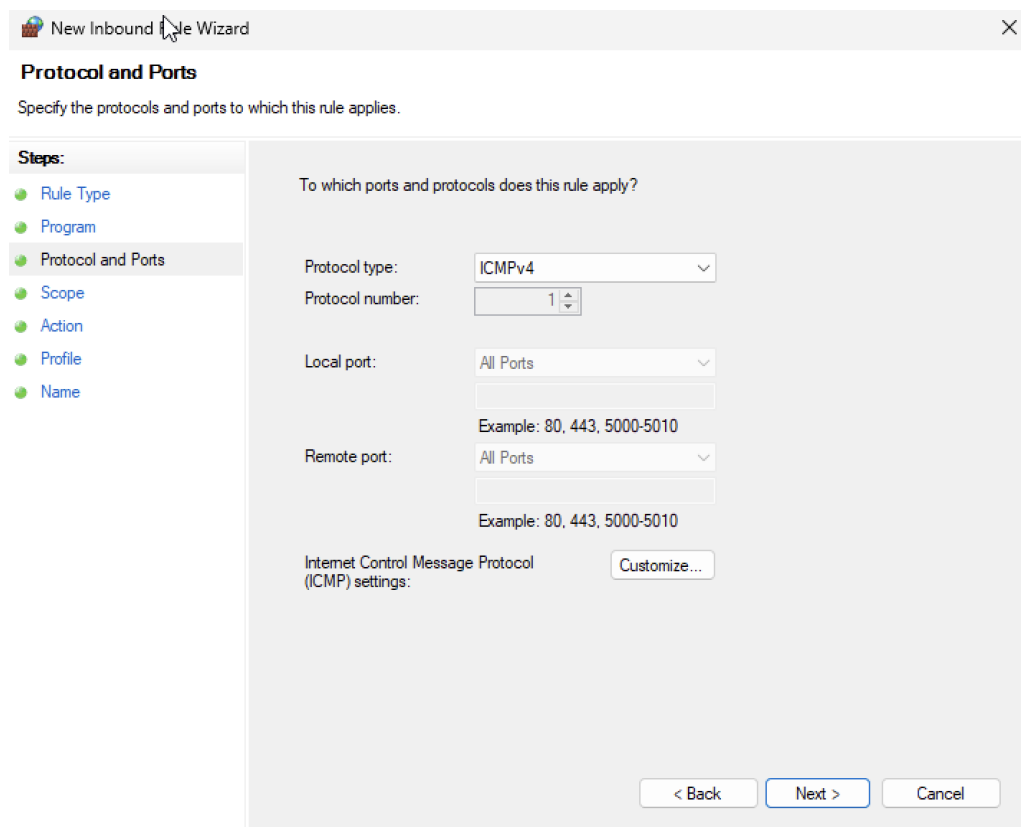 New Inbound Rule Wizard
Protocol and Ports
Specify the protocols and ports to which this rule applies.
Steps:
Rule Type
Program
Protocol and Ports
Scope
Action
Profile
Name
To which ports and protocols does this rule apply?
Protocol type: ICMPv4
Protocol number: 1
Local port: All Ports
Example: 80, 443, 5000-5010
Remote port: All Ports
Example: 80, 443, 5000-5010
Internet Control Message Protocol
(ICMP) settings:
Customize...
< Back Next > Cancel